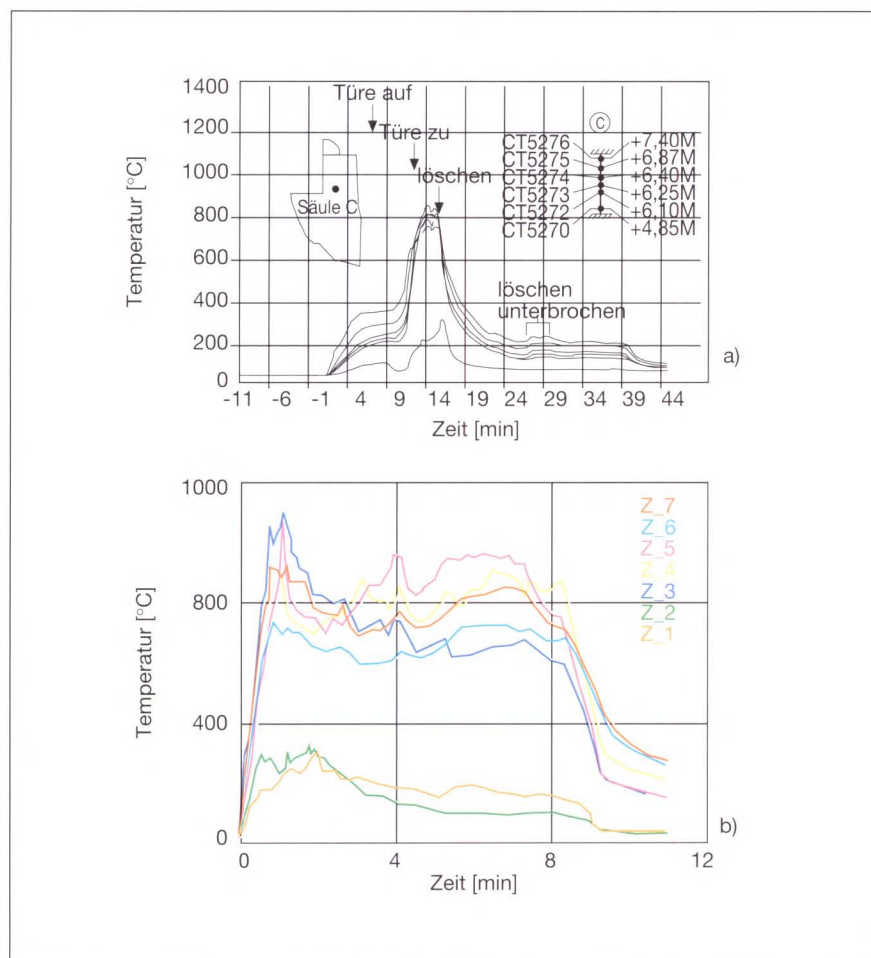 1400
1200
1000
800
600
400
200
0
Temperatur [°C]
Türe auf
Türe zu
löschen
Säule C
C
CT5276 +7,40M
CT5275 +6,87M
CT5274 +6,40M
CT5273 +6,25M
CT5272 +6,10M
CT5270 +4,85M
löschen
unterbrochen
-11 -6 -1 4 9 14 19 24 29 34 39 44
Zeit [min]
a)
1000
800
400
0
Temperatur [°C]
Z_7
Z_6
Z_5
Z_4
Z_3
Z_2
Z_1
0 4 8 12
Zeit [min]
b)